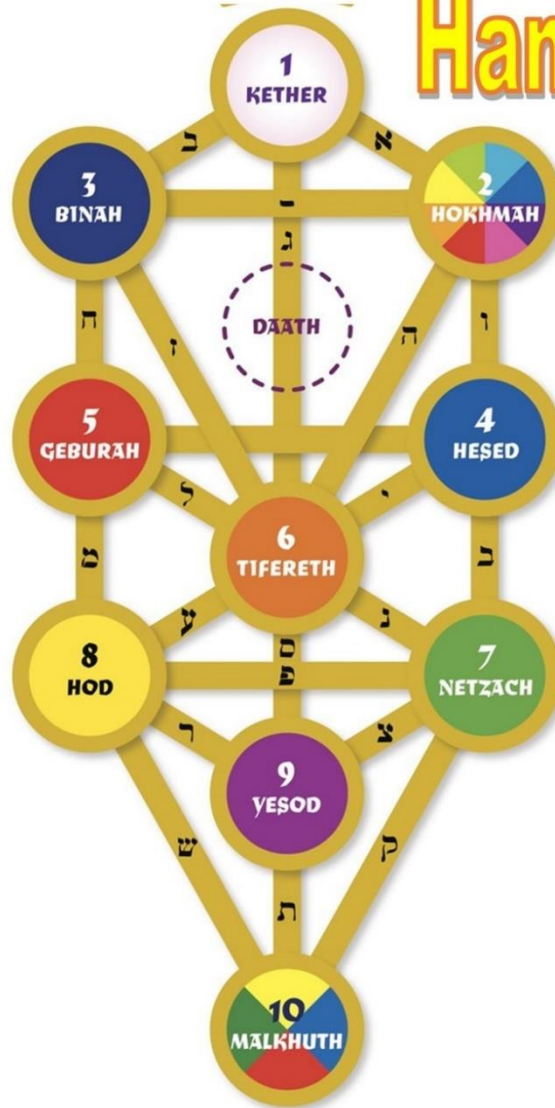 Han
1
KETHER
ב
א
3
BINAH
2
HOKHMAH
ג
DAATH
ח
ז
ה
ו
5
GEBURAH
4
HESED
ל
י
6
TIFERETH
מ
כ
ע
נ
ס
פ
8
HOD
7
NETZACH
ר
צ
9
YESOD
ש
ק
ת
10
MALKHUTH